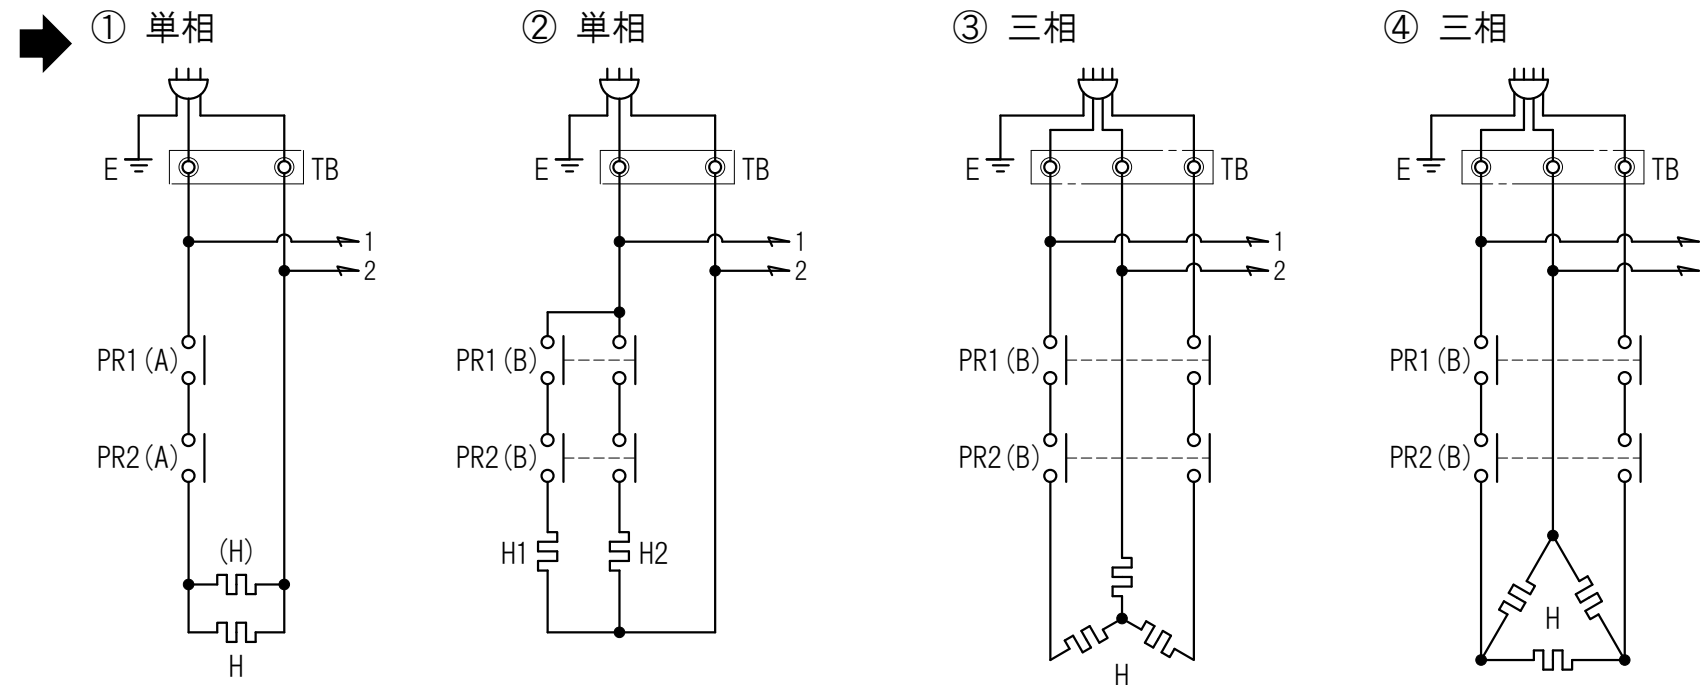 ① 単相
E
TB
1
2
PR1(A)
PR2(A)
(H)
H
② 単相
E
TB
1
2
PR1(B)
PR2(B)
H1
H2
③ 三相
E
TB
1
2
PR1(B)
PR2(B)
H
④ 三相
E
TB
PR1(B)
PR2(B)
H